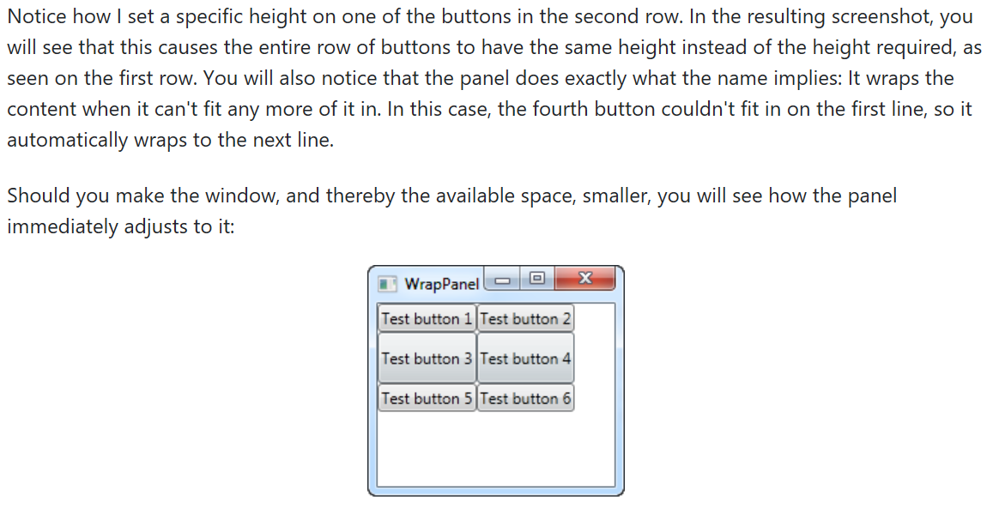 Notice how I set a specific height on one of the buttons in the second row. In the resulting screenshot, you
will see that this causes the entire row of buttons to have the same height instead of the height required, as
seen on the first row. You will also notice that the panel does exactly what the name implies: It wraps the
content when it can't fit any more of it in. In this case, the fourth button couldn't fit in on the first line, so it
automatically wraps to the next line.
Should you make the window, and thereby the available space, smaller, you will see how the panel
immediately adjusts to it:
WrapPanel
Test button 1 Test button 2
Test button 3 Test button 4
Test button 5 Test button 6